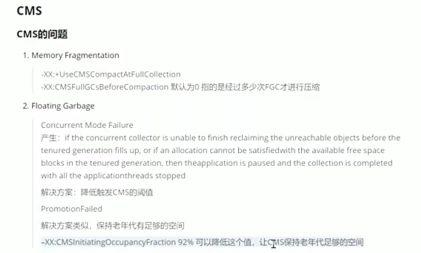 CMS
CMS的问题
1. Memory Fragmentation
-XX:+UseCMSCompactAtFullCollection
-XX:CMSFullGCsBeforeCompaction 默认为0 指的是经过多少次FGC才进行压缩
2. Floating Garbage
Concurrent Mode Failure
产生：if the concurrent collector is unable to finish reclaiming the unreachable objects before the
tenured generation fills up, or if an allocation cannot be satisfiedwith the available free space
blocks in the tenured generation, then theapplication is paused and the collection is completed
with all the applicationthreads stopped
解决方案：降低触发CMS的阈值
PromotionFailed
解决方案类似，保持老年代有足够的空间
–XX:CMSInitiatingOccupancyFraction 92% 可以降低这个值，让CMS保持老年代足够的空间